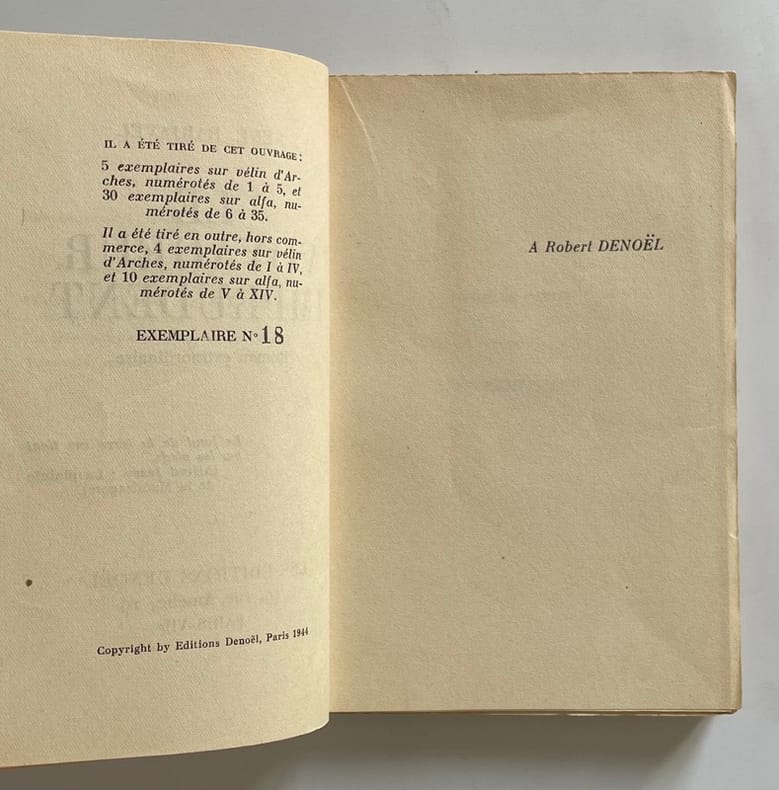 IL A ÉTÉ TIRÉ DE CET OUVRAGE :
5 exemplaires sur vélin d'Ar-
ches, numérotés de 1 à 5, et
30 exemplaires sur alfa, nu-
mérotés de 6 à 35.
Il a été tiré en outre, hors com-
merce, 4 exemplaires sur vélin
d'Arches, numérotés de I à IV,
et 10 exemplaires sur alfa, nu-
mérotés de V à XIV.
EXEMPLAIRE N° 18
Copyright by Editions Denoël, Paris 1944
A Robert DENOËL